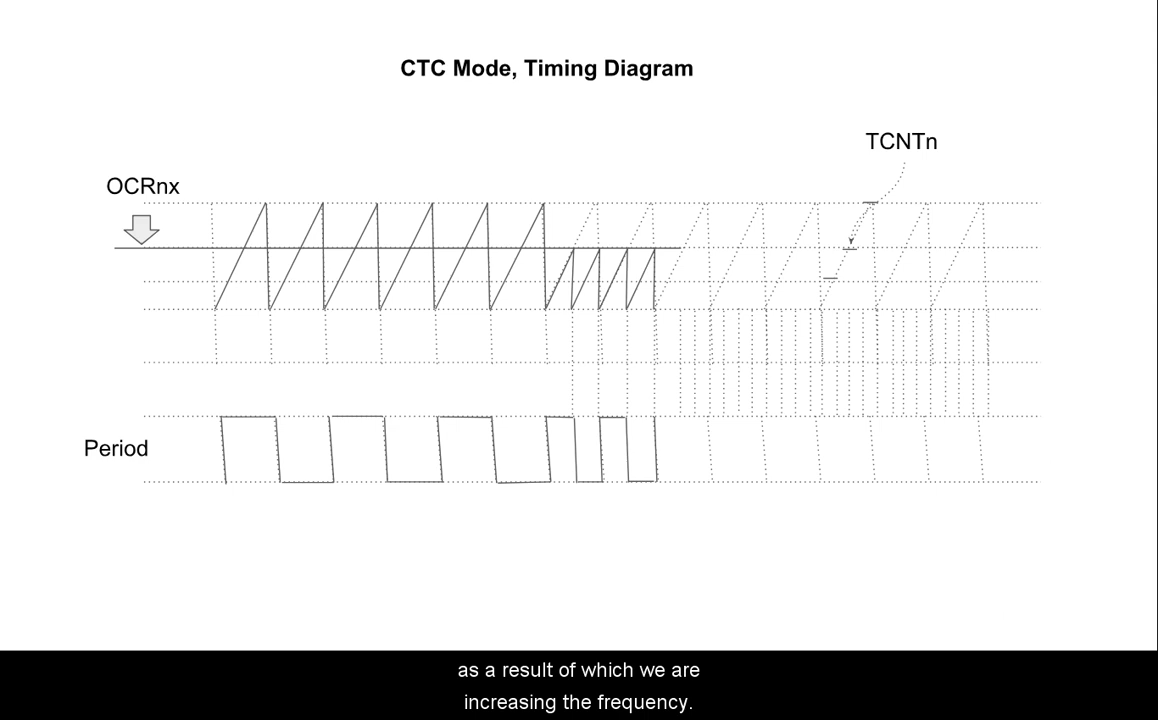 CTC Mode, Timing Diagram
TCNTn
OCRnx
Period
as a result of which we are
increasing the frequency.